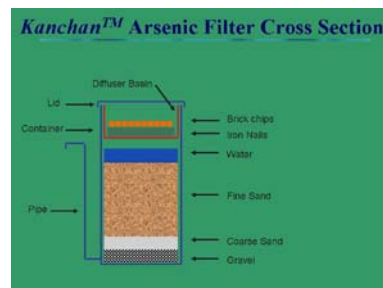 Kanchan™ Arsenic Filter Cross Section
Diffuser Basin
Lid
Container
Brick chips
Iron Nails
Water
Fine Sand
Pipe
Coarse Sand
Gravel